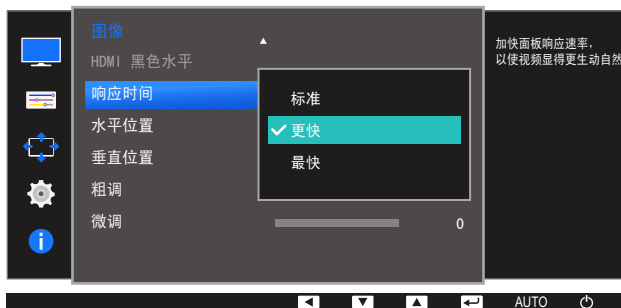 图像
HDMI 黑色水平
响应时间
水平位置
垂直位置
粗调
微调
标准
更快
最快
0
加快面板响应速率，
以使视频显得更生动自然
AUTO